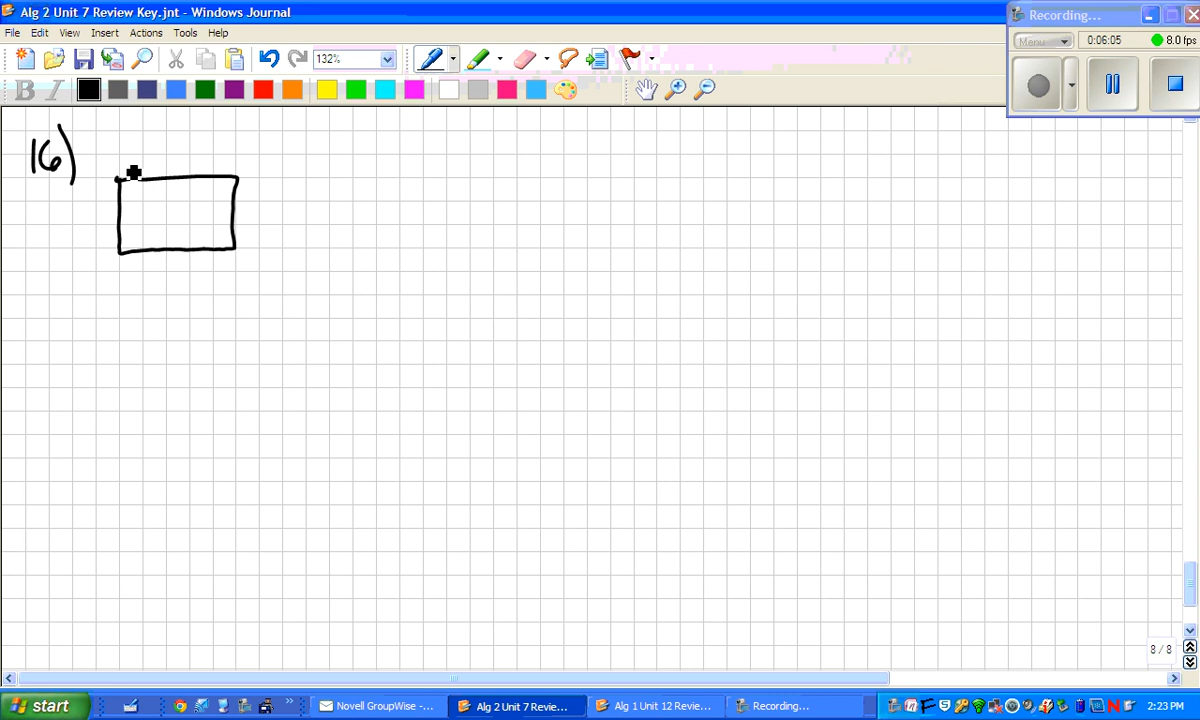 Alg 2 Unit 7 Review Key.jnt - Windows Journal
Recording...
File Edit View Insert Actions Tools Help
Menu 0:06:05 8.0 fps
132%
B I
16)
8 / 8
start Novell GroupWise -... Alg 2 Unit 7 Revie... Alg 1 Unit 12 Revie... Recording... 2:23 PM